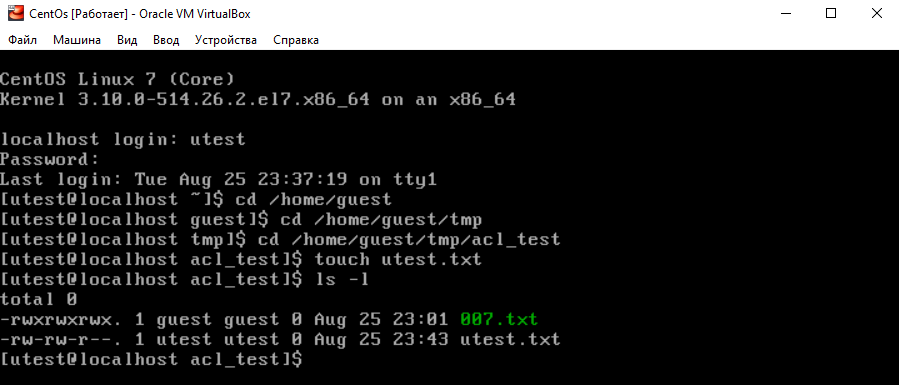 CentOs [Работает] - Oracle VM VirtualBox
Файл Машина Вид Ввод Устройства Справка
CentOS Linux 7 (Core)
Kernel 3.10.0-514.26.2.el7.x86_64 on an x86_64
localhost login: utest
Password:
Last login: Tue Aug 25 23:37:19 on tty1
[utest@localhost ~]$ cd /home/guest
[utest@localhost guest]$ cd /home/guest/tmp
[utest@localhost tmp]$ cd /home/guest/tmp/acl_test
[utest@localhost acl_test]$ touch utest.txt
[utest@localhost acl_test]$ ls -l
total 0
-rwxrwxrwx. 1 guest guest 0 Aug 25 23:01 007.txt
-rw-rw-r--. 1 utest utest 0 Aug 25 23:43 utest.txt
[utest@localhost acl_test]$